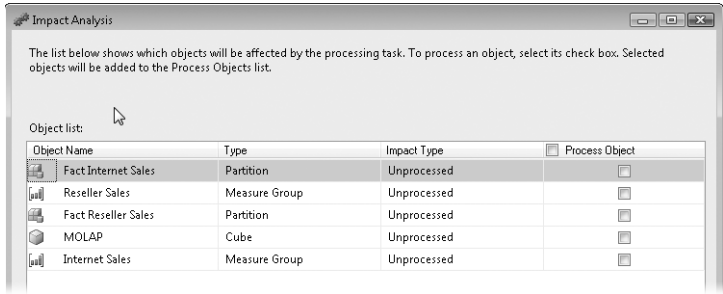 Impact Analysis
The list below shows which objects will be affected by the processing task. To process an object, select its check box. Selected
objects will be added to the Process Objects list.
Object list:
Object Name Type Impact Type Process Object
Fact Internet Sales Partition Unprocessed
Reseller Sales Measure Group Unprocessed
Fact Reseller Sales Partition Unprocessed
MOLAP Cube Unprocessed
Internet Sales Measure Group Unprocessed